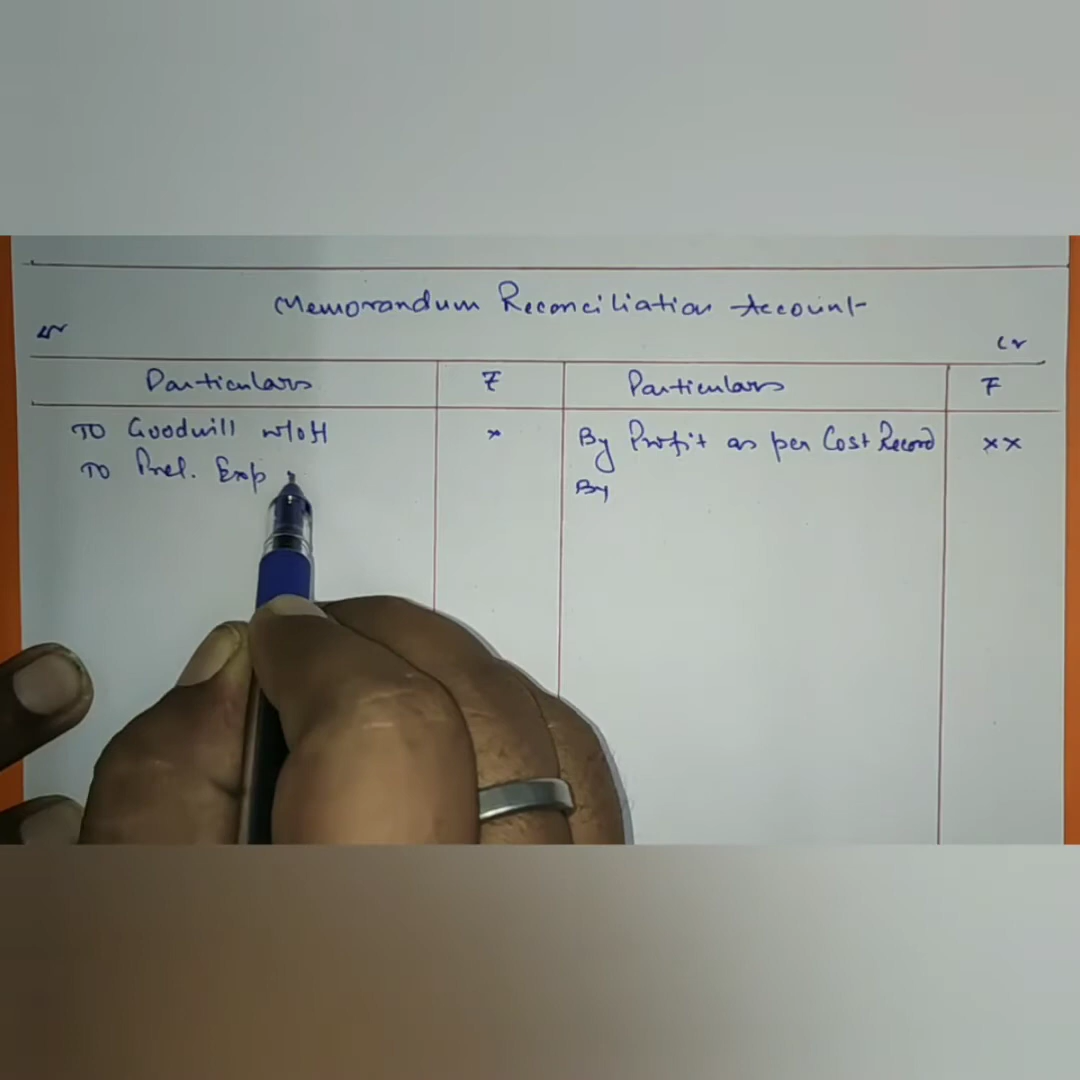 Memorandum Reconciliation Account
Dr Cr
Particulars ₹ Particulars ₹
To Goodwill w/off × By Profit as per Cost Record ××
To Prel. Exp By